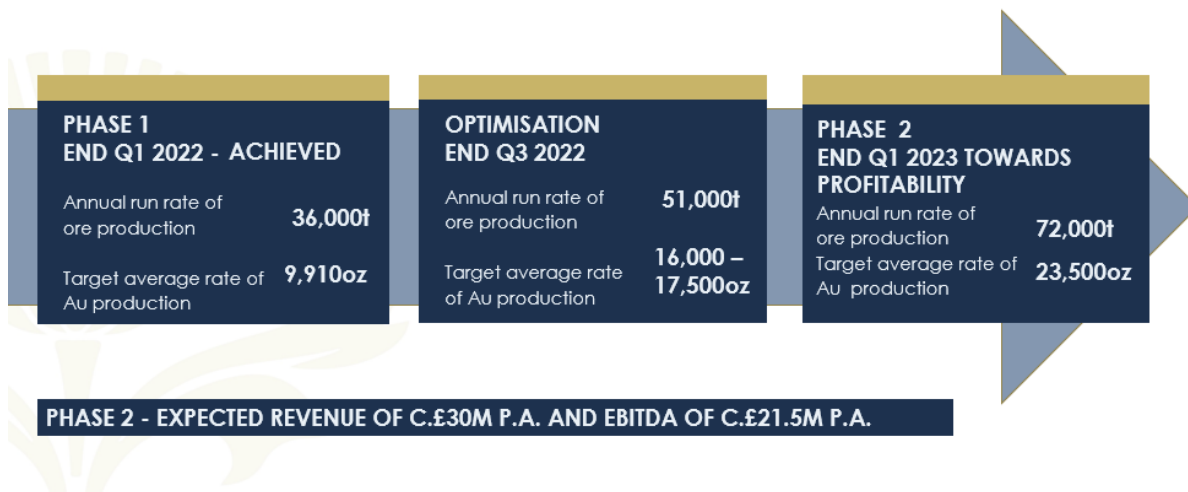 PHASE 1
END Q1 2022 - ACHIEVED
Annual run rate of
ore production
36,000t
Target average rate of
Au production
9,910oz
OPTIMISATION
END Q3 2022
Annual run rate of
ore production
51,000t
Target average rate
of Au production
16,000 –
17,500oz
PHASE 2
END Q1 2023 TOWARDS
PROFITABILITY
Annual run rate of
ore production
72,000t
Target average rate of
Au production
23,500oz
PHASE 2 - EXPECTED REVENUE OF C.£30M P.A. AND EBITDA OF C.£21.5M P.A.